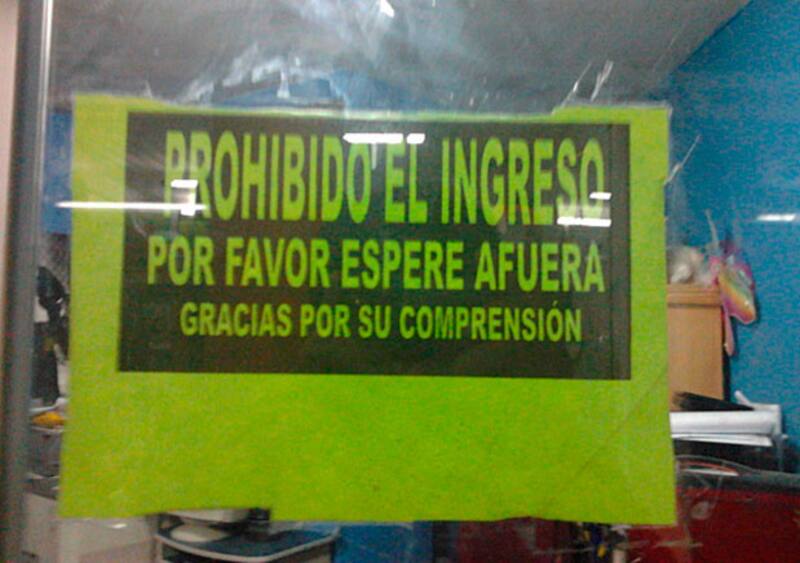 PROHIBIDO EL INGRESO
POR FAVOR ESPERE AFUERA
GRACIAS POR SU COMPRENSIÓN